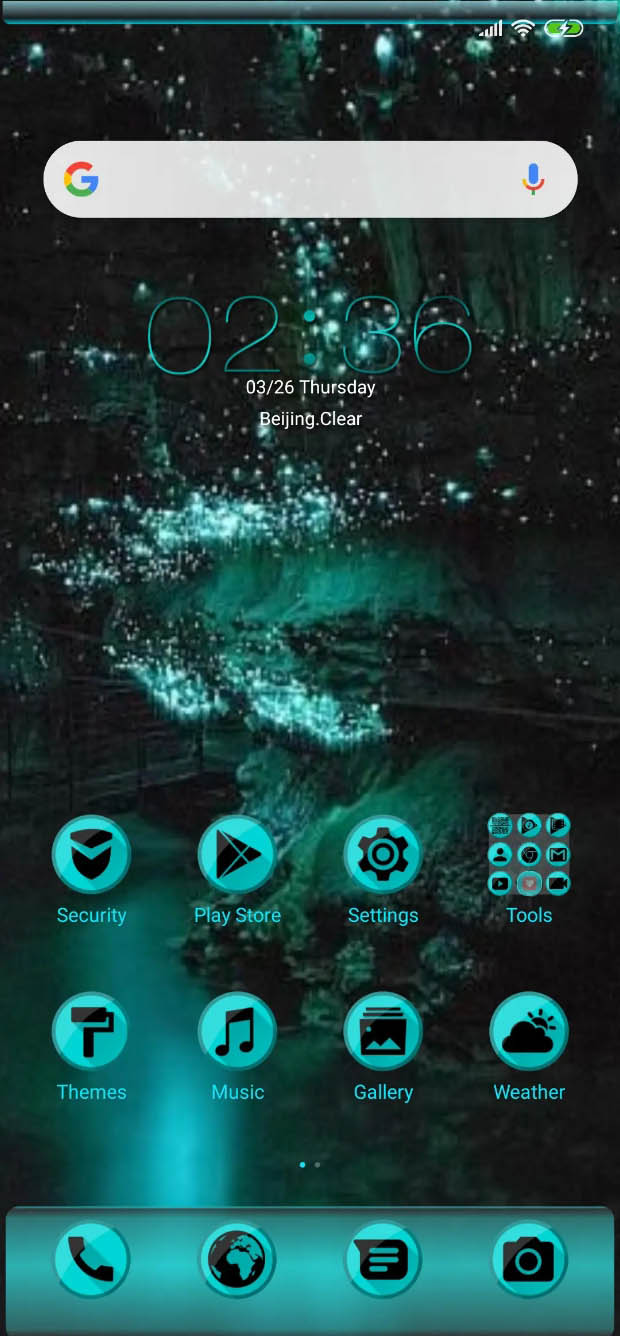 02:36
03/26 Thursday
Beijing.Clear
Security
Play Store
Settings
Tools
Themes
Music
Gallery
Weather